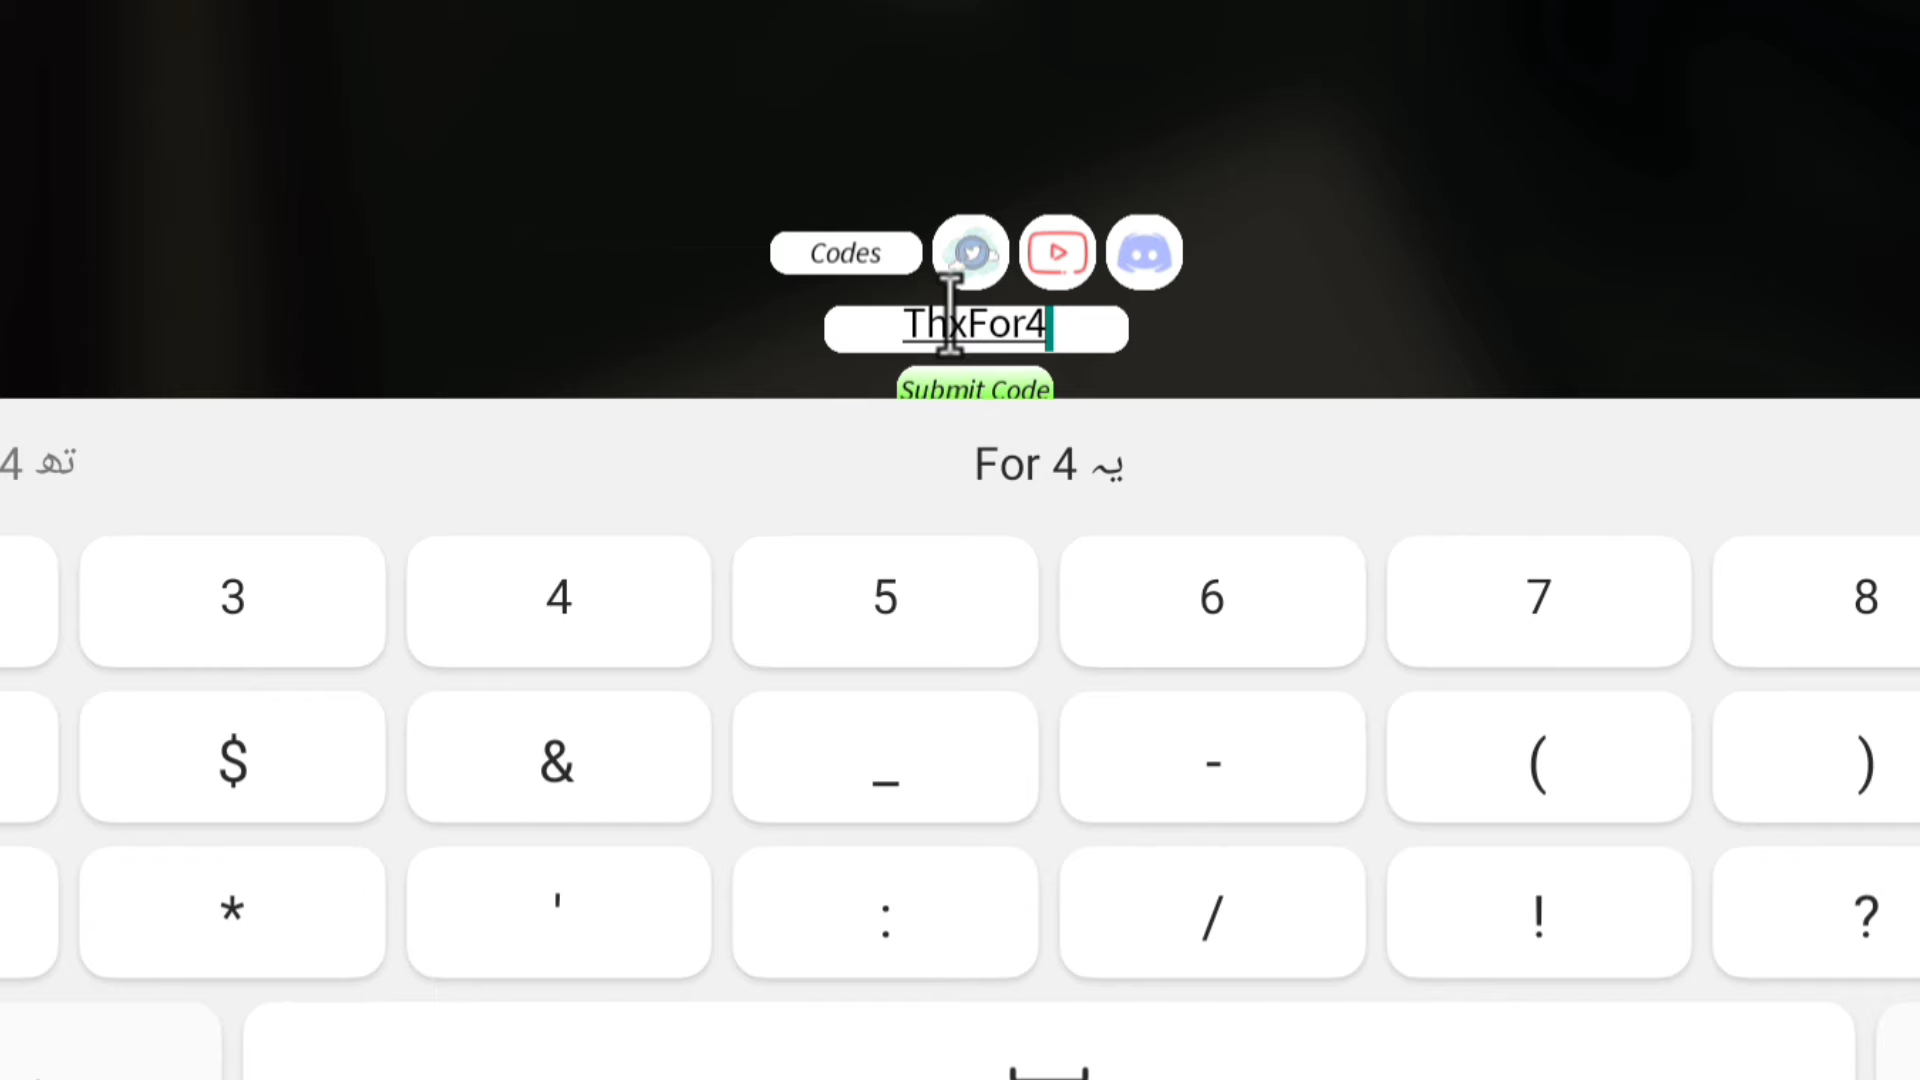 Codes
ThxFor4
Submit Code
4 تھ
For 4 یہ
3 4 5 6 7 8
$ & _ - ( )
* ' : / ! ?